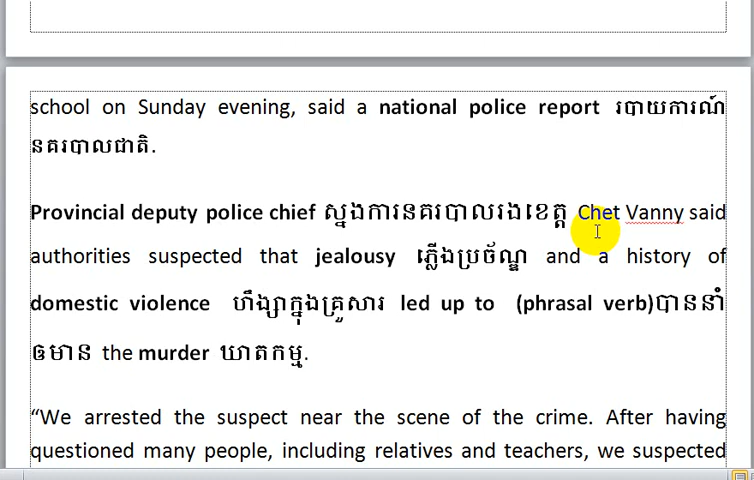 school on Sunday evening, said a national police report របាយការណ៍
នគរបាលជាតិ.
Provincial deputy police chief ស្នងការនគរបាលរងខេត្ត Chet Vanny said
authorities suspected that jealousy ភ្លើងប្រច័ណ្ឌ and a history of
domestic violence ហឹង្សាក្នុងគ្រួសារ led up to (phrasal verb)បាននាំ
ឲមាន the murder ឃាតកម្ម.
“We arrested the suspect near the scene of the crime. After having
questioned many people, including relatives and teachers, we suspected